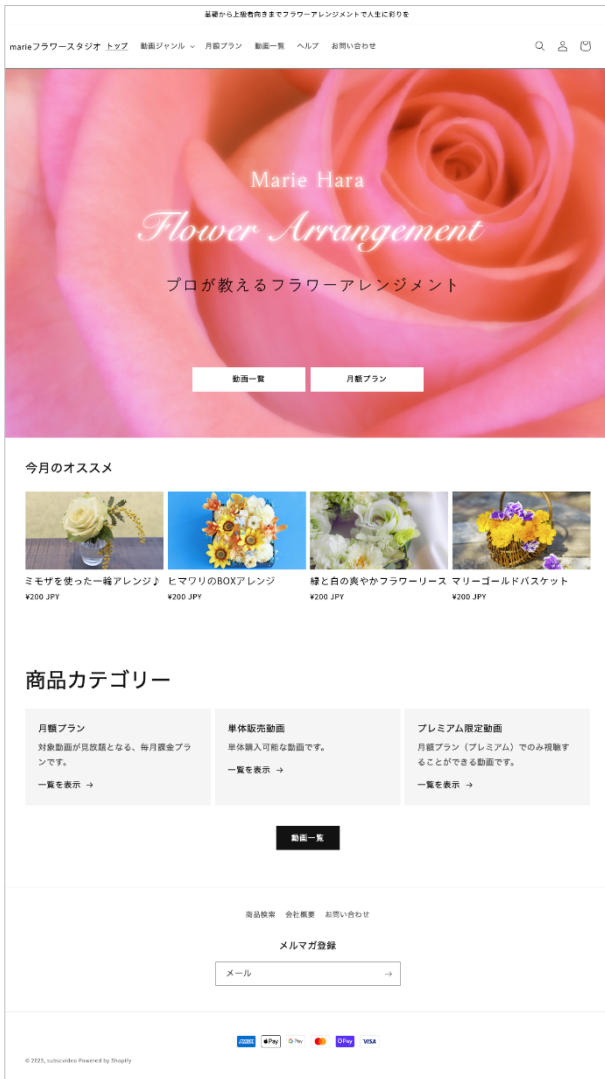 基礎から上級者向きまでフラワーアレンジメントで人生に彩りを
marieフラワースタジオ トップ 動画ジャンル 月額プラン 動画一覧 ヘルプ お問い合わせ
Marie Hara
Flower Arrangement
プロが教えるフラワーアレンジメント
動画一覧 月額プラン
今月のオススメ
ミモザを使った一輪アレンジ♪ ヒマワリのBOXアレンジ 緑と白の爽やかフラワーリース マリーゴールドバスケット
¥200 JPY ¥200 JPY ¥200 JPY ¥200 JPY
商品カテゴリー
月額プラン
対象動画が見放題となる、毎月課金プランです。
一覧を表示 →
単体販売動画
単体購入可能な動画です。
一覧を表示 →
プレミアム限定動画
月額プラン（プレミアム）でのみ視聴することができる動画です。
一覧を表示 →
動画一覧
商品検索 会社概要 お問い合わせ
メルマガ登録
メール →
AMEX Pay G Pay O Pay VISA
© 2023, subscvideo Powered by Shopify